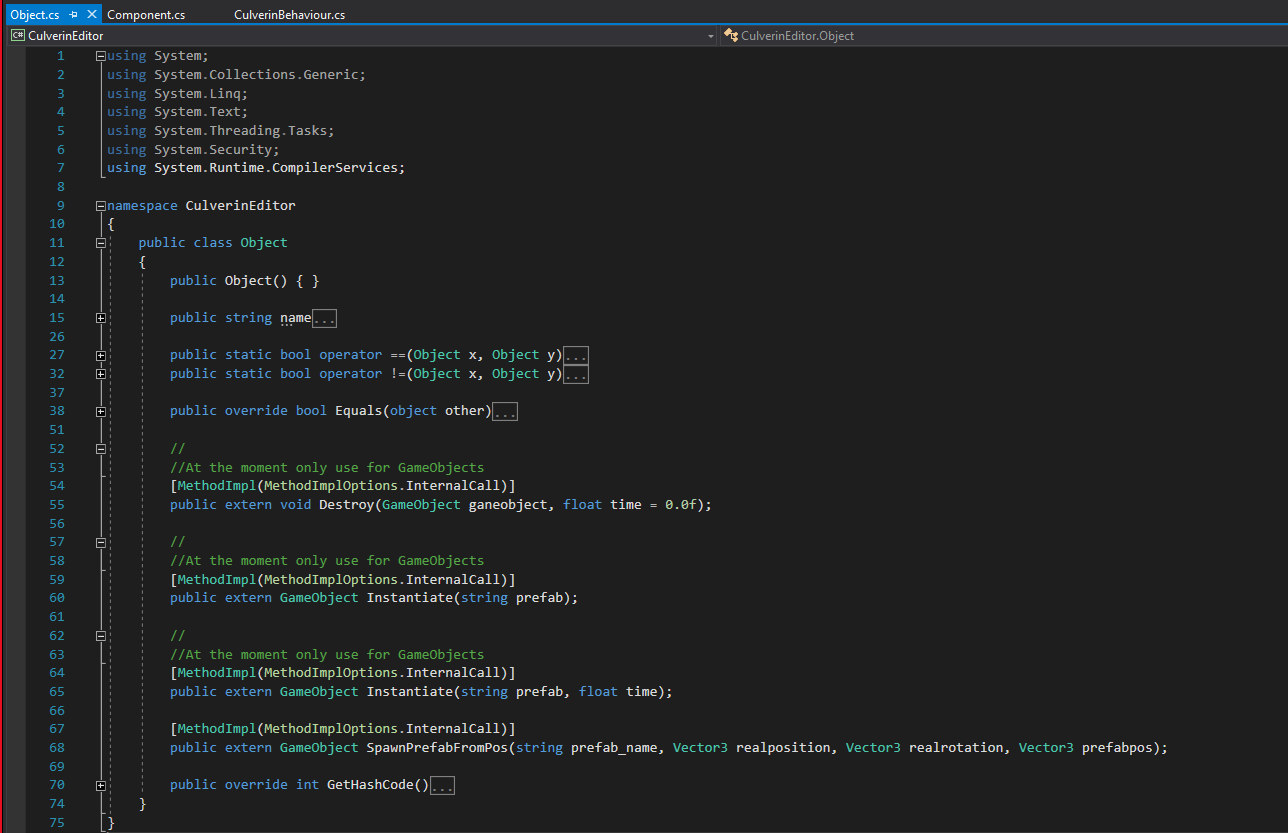 Object.cs Component.cs CulverinBehaviour.cs
C# CulverinEditor CulverinEditor.Object
1 using System;
2 using System.Collections.Generic;
3 using System.Linq;
4 using System.Text;
5 using System.Threading.Tasks;
6 using System.Security;
7 using System.Runtime.CompilerServices;
8
9 namespace CulverinEditor
10 {
11 public class Object
12 {
13 public Object() { }
14
15 public string name...
26
27 public static bool operator ==(Object x, Object y)...
32 public static bool operator !=(Object x, Object y)...
37
38 public override bool Equals(object other)...
51
52 //
53 //At the moment only use for GameObjects
54 [MethodImpl(MethodImplOptions.InternalCall)]
55 public extern void Destroy(GameObject ganeobject, float time = 0.0f);
56
57 //
58 //At the moment only use for GameObjects
59 [MethodImpl(MethodImplOptions.InternalCall)]
60 public extern GameObject Instantiate(string prefab);
61
62 //
63 //At the moment only use for GameObjects
64 [MethodImpl(MethodImplOptions.InternalCall)]
65 public extern GameObject Instantiate(string prefab, float time);
66
67 [MethodImpl(MethodImplOptions.InternalCall)]
68 public extern GameObject SpawnPrefabFromPos(string prefab_name, Vector3 realposition, Vector3 realrotation, Vector3 prefabpos);
69
70 public override int GetHashCode()...
74 }
75 }